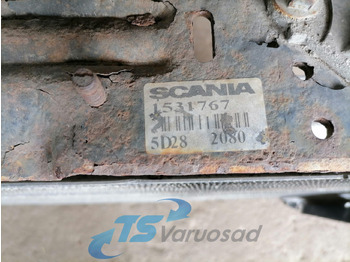 SCANIA
1531767
5D28 2080
TS Varuosad